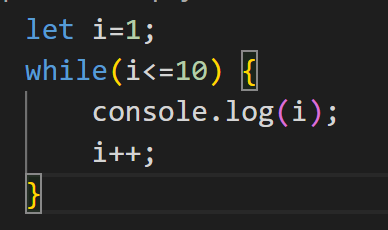 let i=1;
while(i<=10) {
    console.log(i);
    i++;
}